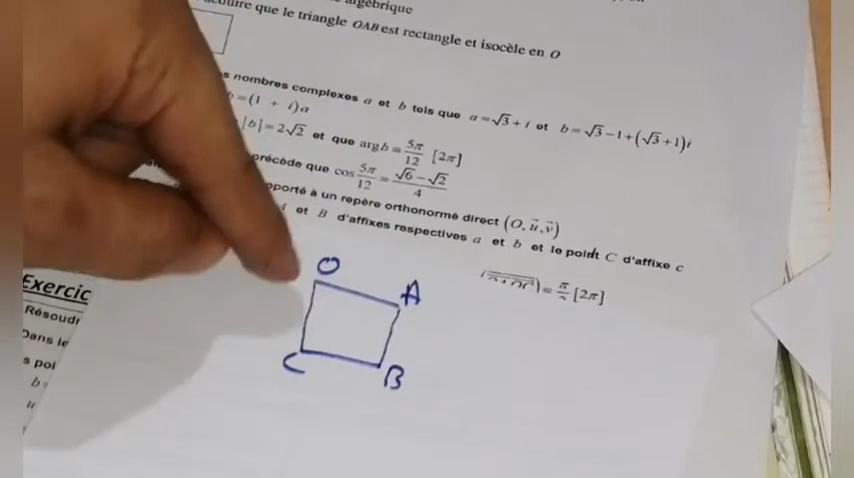 algébrique
que le triangle OAB est rectangle et isocèle en O
nombres complexes a et b tels que a = √3 + i et b = √3 − 1 + (√3 + 1)i
b = (1 + i)a
|b| = 2√2 et que arg b = 5π/12 [2π]
précède que cos 5π/12 = (√6 − √2)/4
à un repère orthonormé direct (O, u⃗, v⃗)
et B d'affixes respectives a et b et le point C d'affixe c
= π/2 [2π]
O
A
C
B
Exercic
Résoudr
Dans le
s poi
b
u